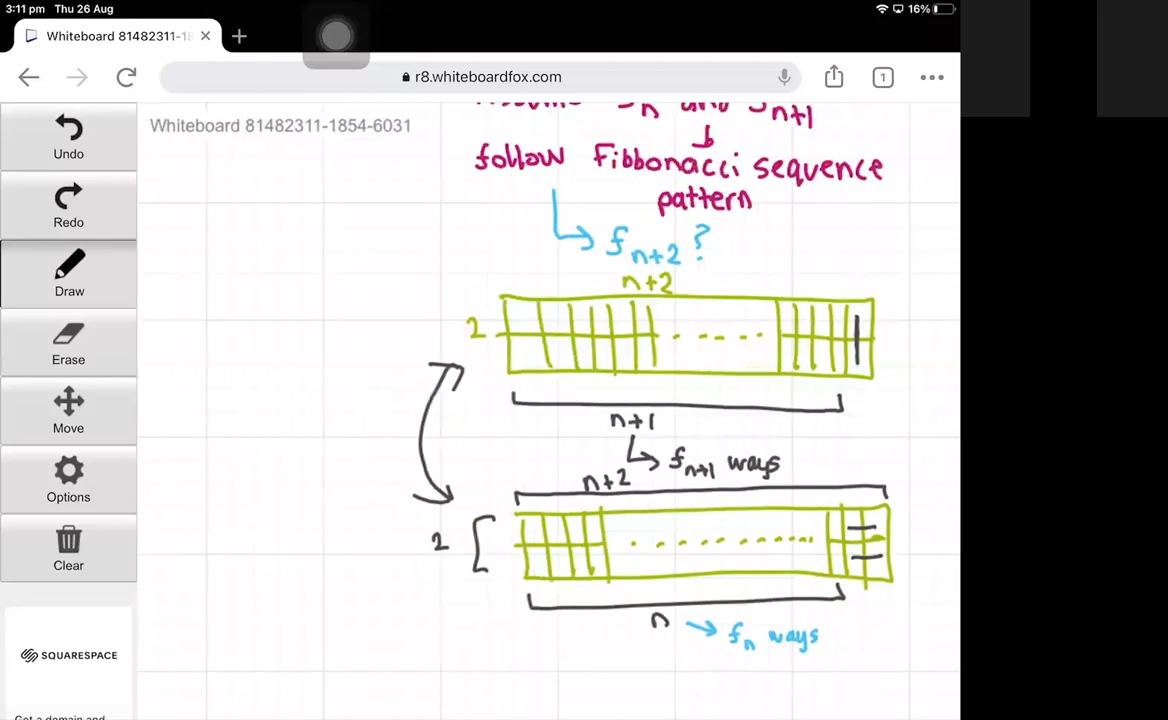 3:11 pm Thu 26 Aug
16%
Whiteboard 81482311-18
r8.whiteboardfox.com
1
Undo
Redo
Draw
Erase
Move
Options
Clear
SQUARESPACE
Whiteboard 81482311-1854-6031
and
n+1
follow Fibbonacci sequence
pattern
f n+2 ?
n+2
2
n+1
f n+1 ways
n+2
2
n
f n ways